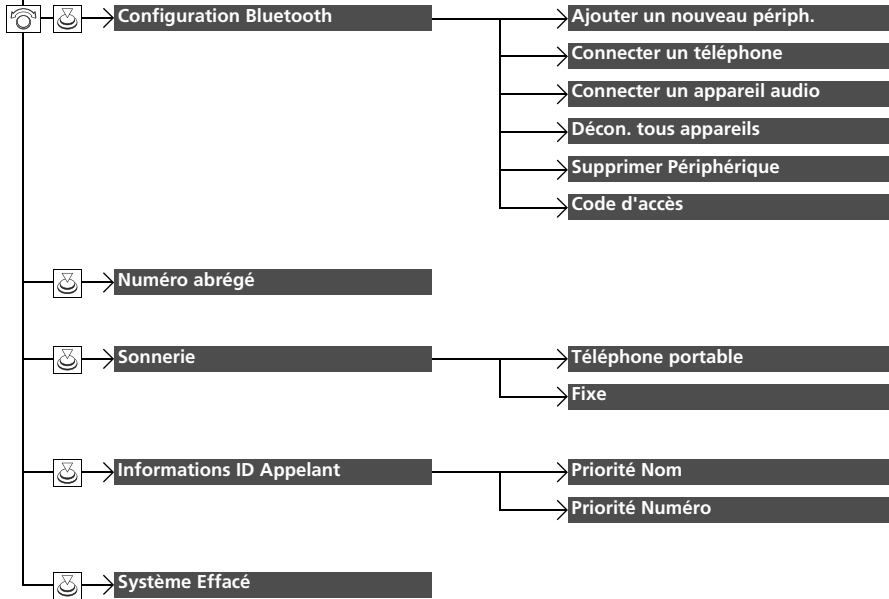 Configuration Bluetooth
Ajouter un nouveau périph.
Connecter un téléphone
Connecter un appareil audio
Décon. tous appareils
Supprimer Périphérique
Code d'accès
Numéro abrégé
Sonnerie
Téléphone portable
Fixe
Informations ID Appelant
Priorité Nom
Priorité Numéro
Système Effacé